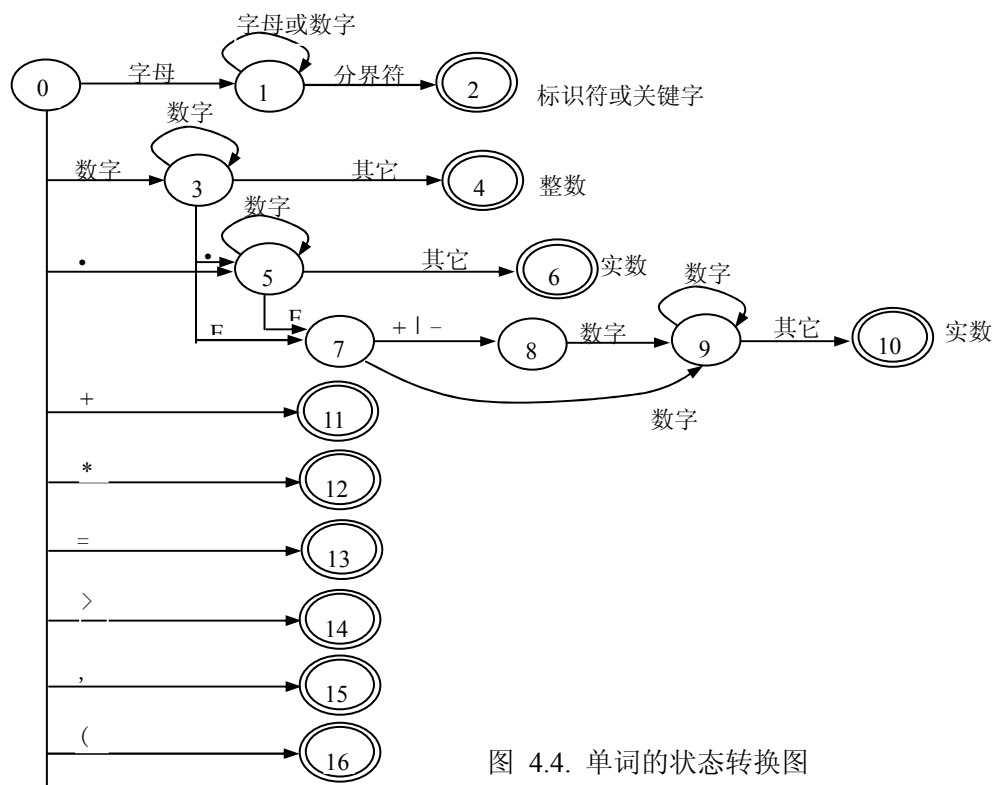 字母或数字
0 字母 1 分界符 2 标识符或关键字
数字
数字 3 其它 4 整数
数字
• • 5 其它 6 实数
数字
E E 7 + | − 8 数字 9 其它 10 实数
数字
+ 11
* 12
= 13
> 14
, 15
( 16
图 4.4. 单词的状态转换图